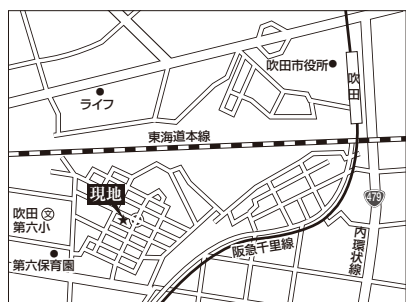 吹田市役所
吹田
ライフ
東海道本線
現地
479
吹田㊫
第六小
阪急千里線
内環状線
第六保育園